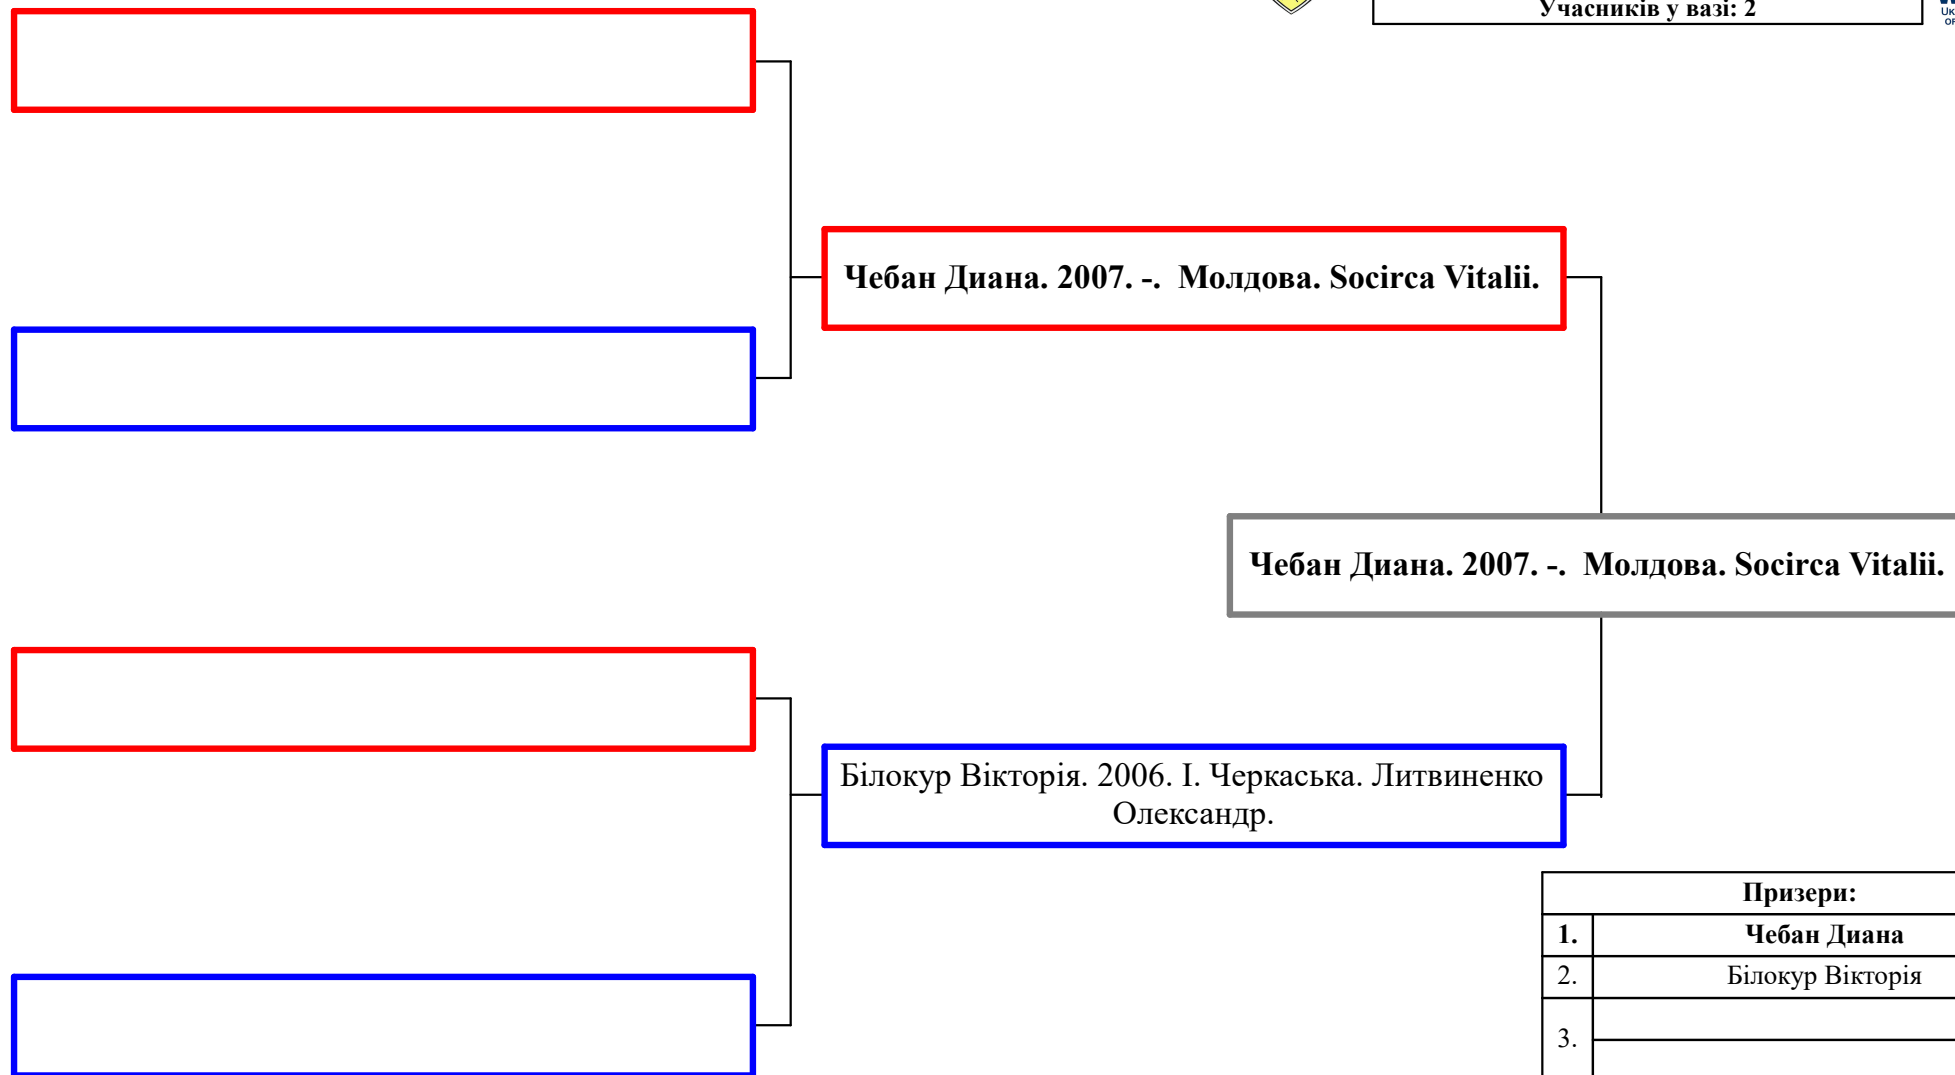 Учасників у вазі: 2
Чебан Диана. 2007. -.  Молдова. Socirca Vitalii.
Чебан Диана. 2007. -.  Молдова. Socirca Vitalii.
Білокур Вікторія. 2006. І. Черкаська. Литвиненко
Олександр.
Призери:
1. Чебан Диана
2. Білокур Вікторія
3.